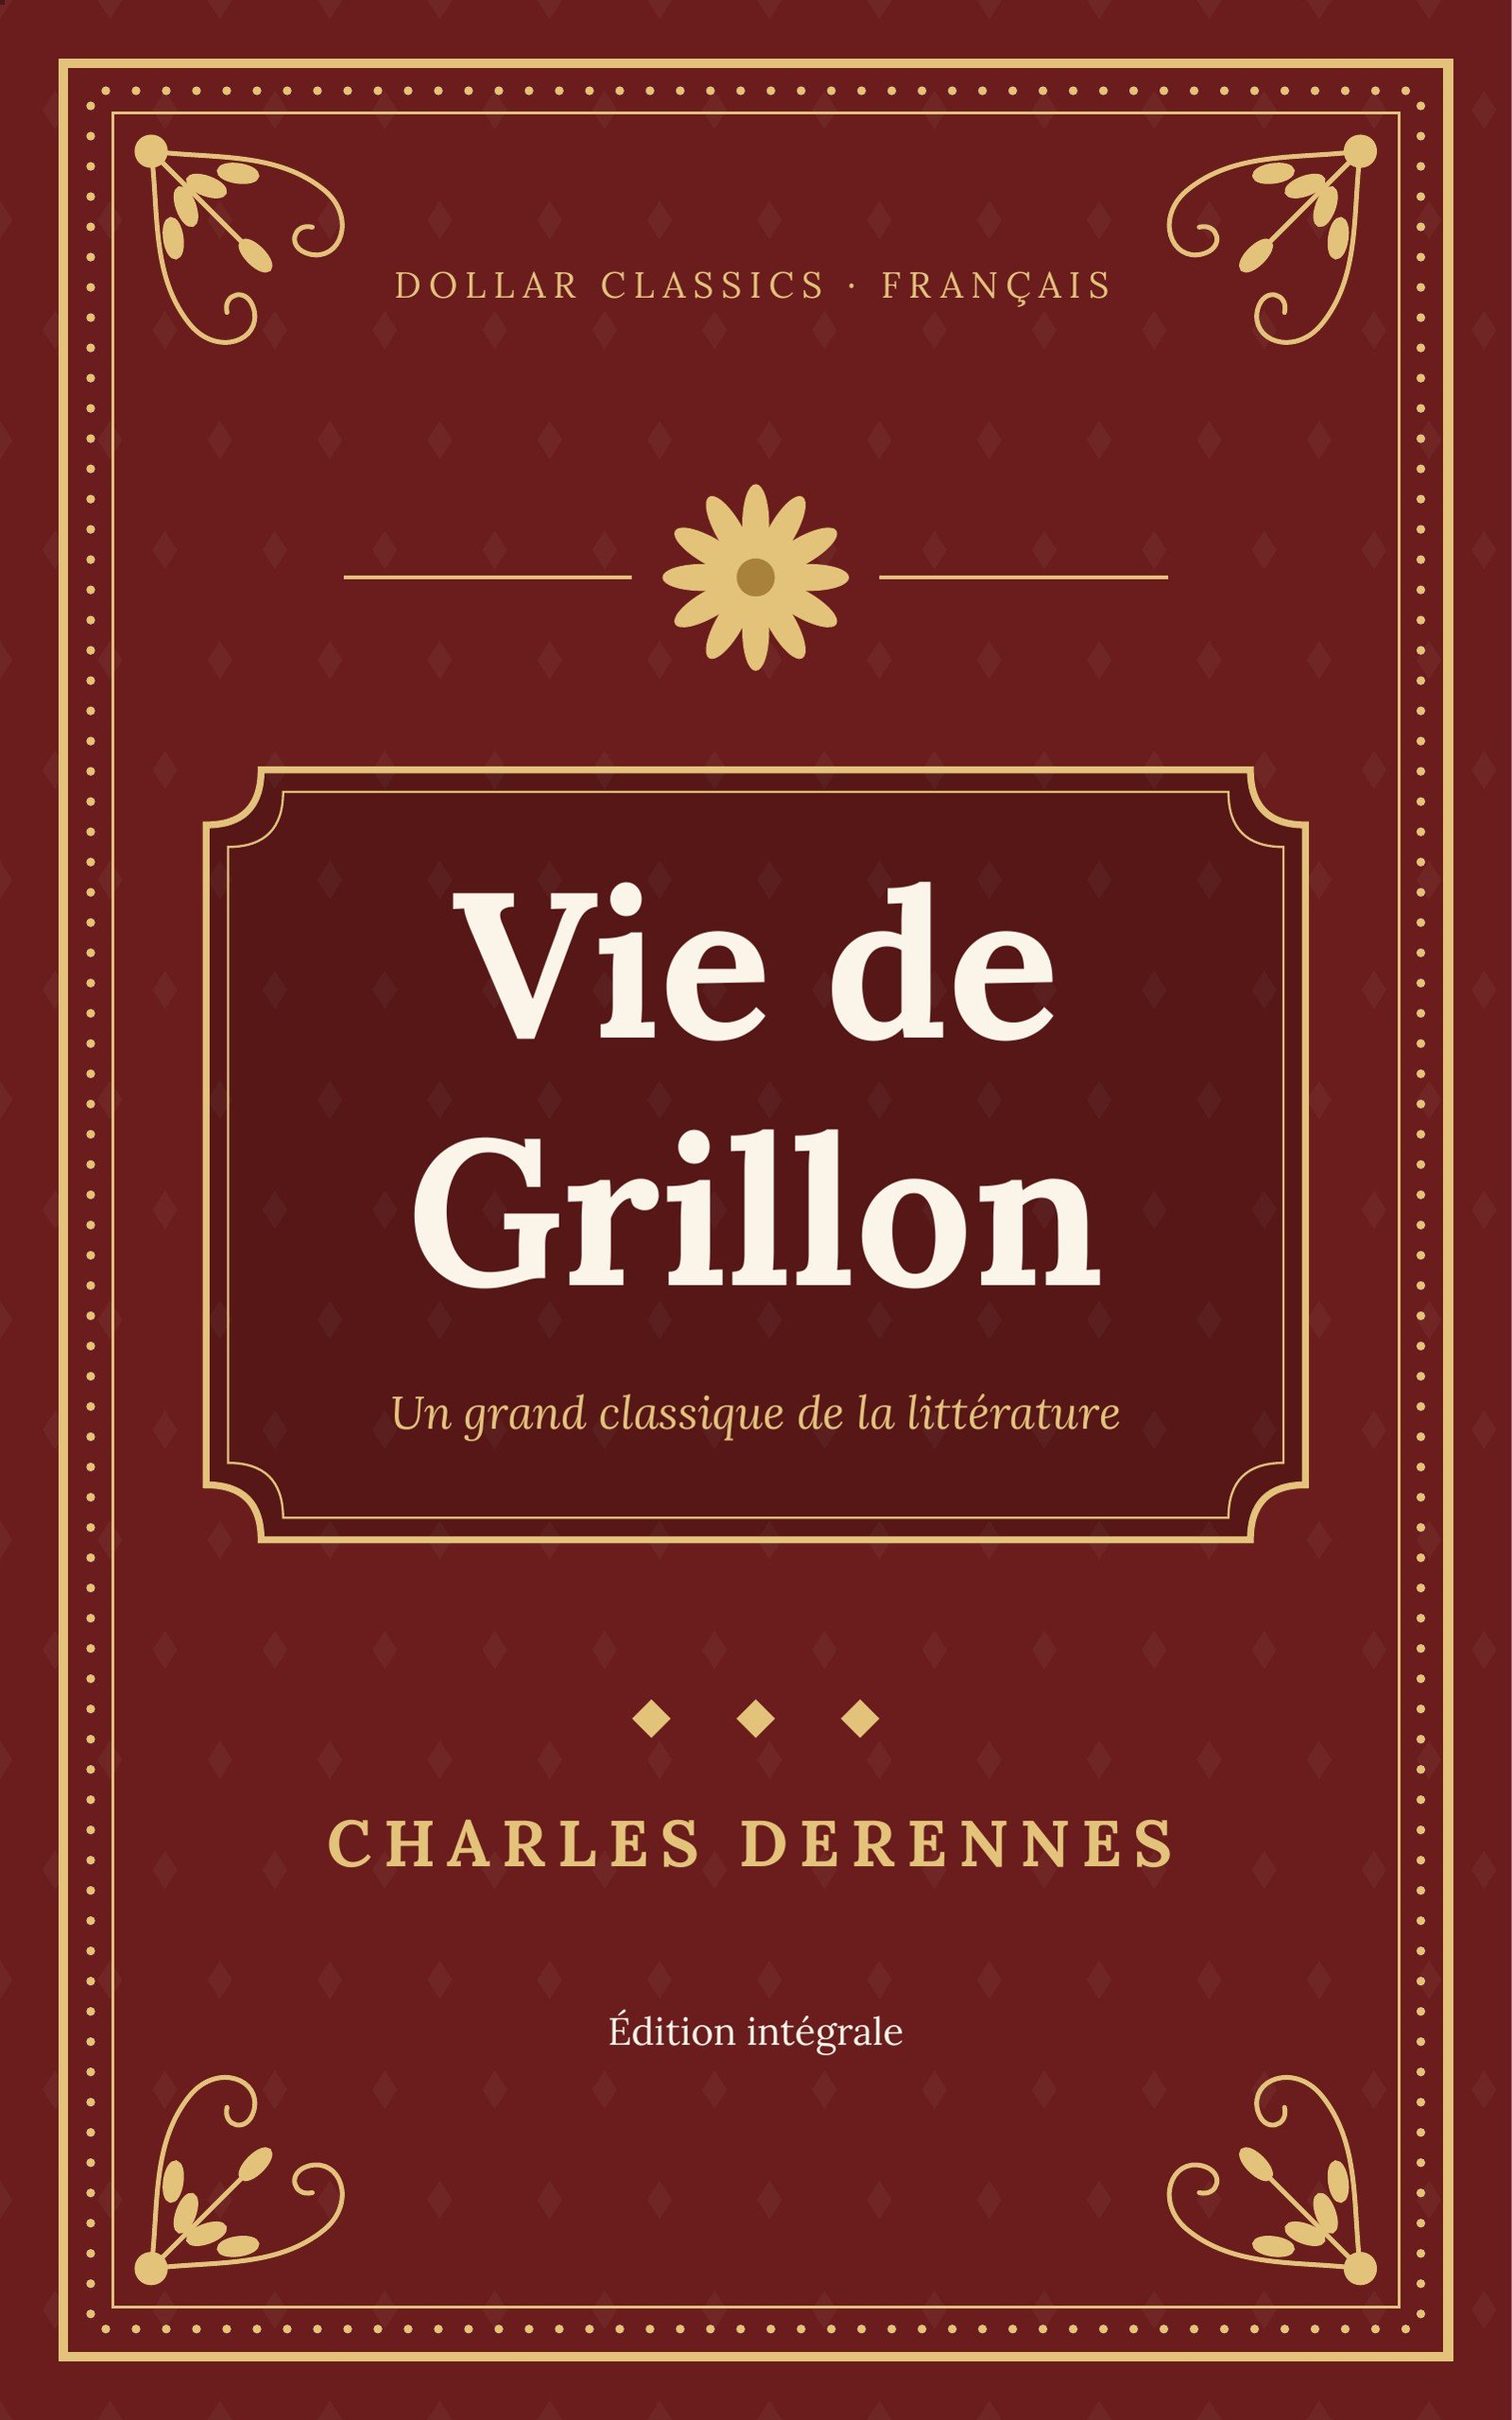 DOLLAR CLASSICS · FRANÇAIS
Vie de
Grillon
Un grand classique de la littérature
CHARLES DERENNES
Édition intégrale